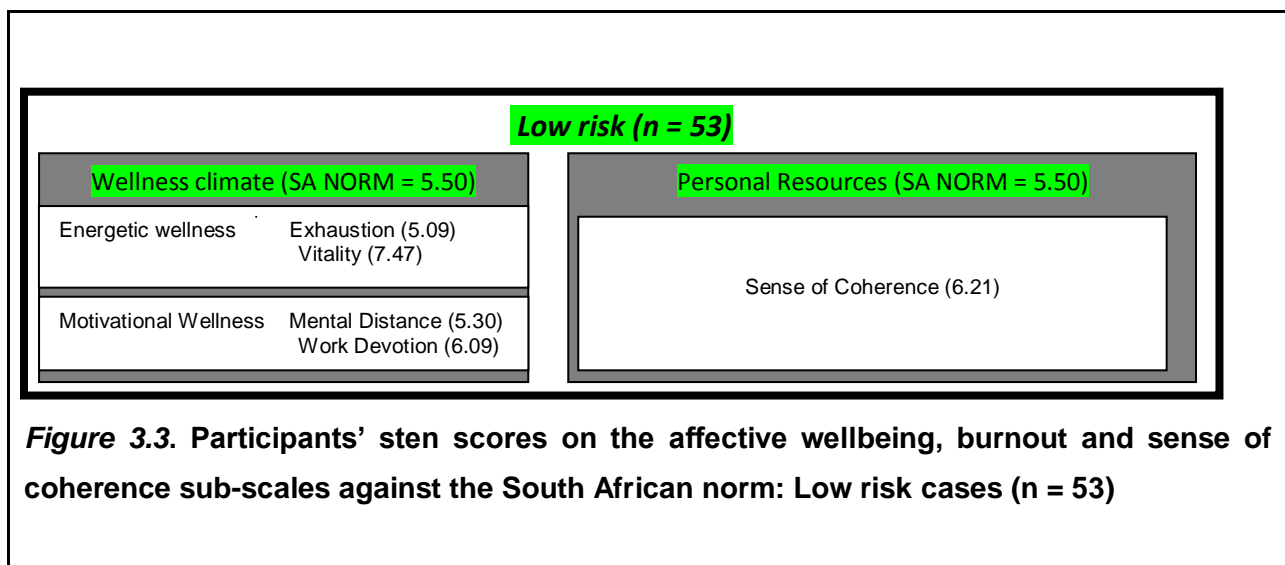 Low risk (n = 53)
Wellness climate (SA NORM = 5.50)
Energetic wellness Exhaustion (5.09)
Vitality (7.47)
Motivational Wellness Mental Distance (5.30)
Work Devotion (6.09)
Personal Resources (SA NORM = 5.50)
Sense of Coherence (6.21)
Figure 3.3. Participants’ sten scores on the affective wellbeing, burnout and sense of
coherence sub-scales against the South African norm: Low risk cases (n = 53)